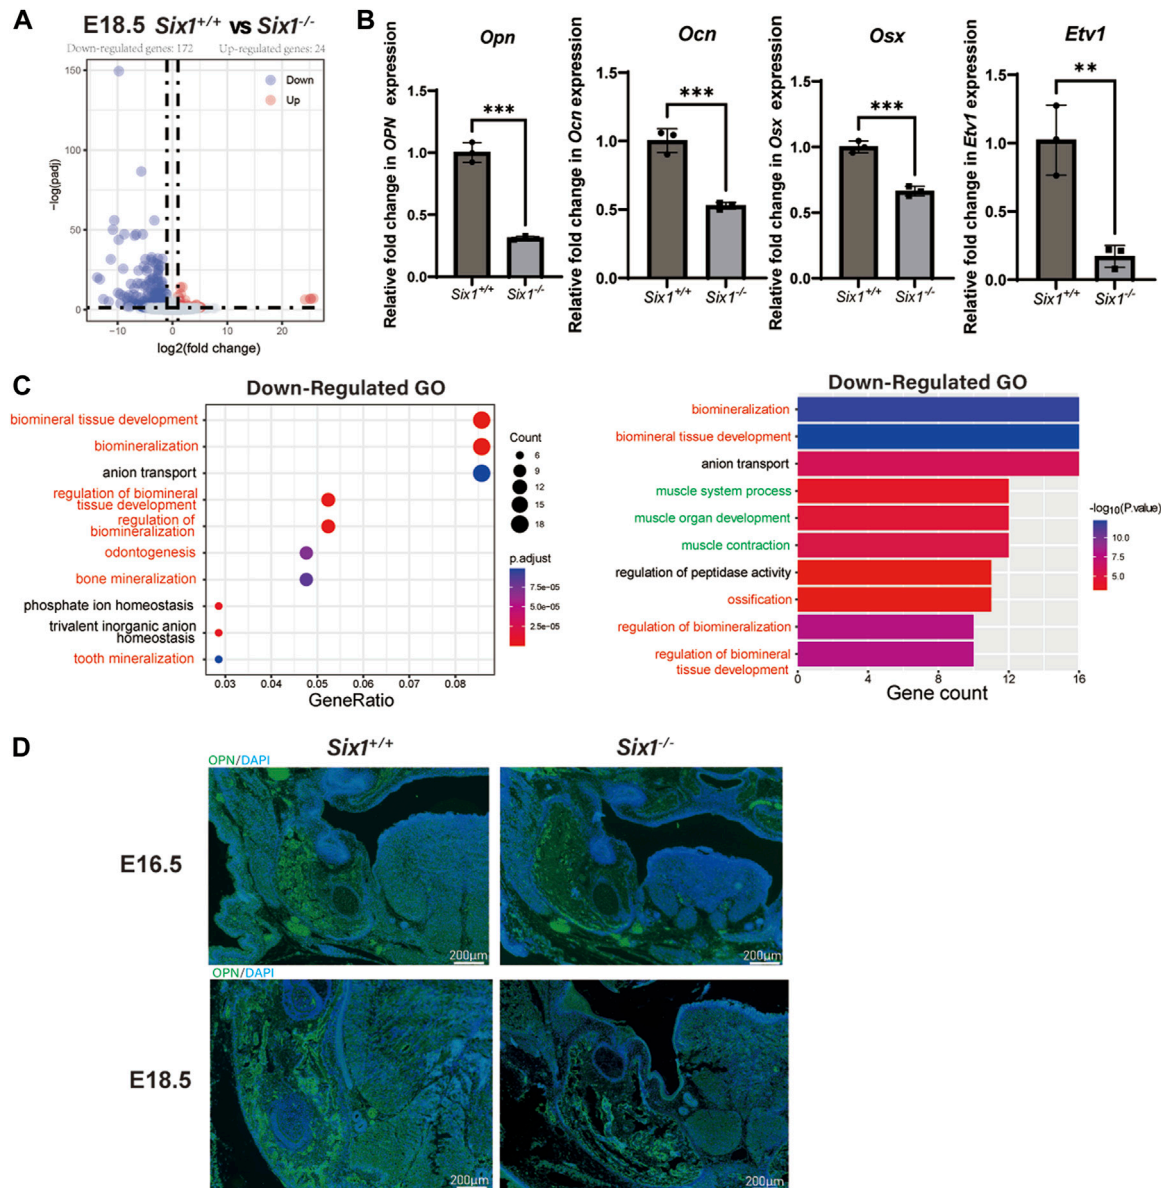 A
E18.5 Six1+/+ vs Six1-/-
Down-regulated genes: 172
Up-regulated genes: 24
150
100
50
0
−log(padj)
Down
Up
−10
0
10
20
log2(fold change)
B
Opn
Relative fold change in OPN expression
1.5
1.0
0.5
0.0
***
Six1+/+
Six1-/-
Ocn
Relative fold change in Ocn expression
1.5
1.0
0.5
0.0
***
Six1+/+
Six1-/-
Osx
Relative fold change in Osx expression
1.5
1.0
0.5
0.0
***
Six1+/+
Six1-/-
Etv1
Relative fold change in Etv1 expression
1.5
1.0
0.5
0.0
**
Six1+/+
Six1-/-
C
Down-Regulated GO
biomineral tissue development
biomineralization
anion transport
regulation of biomineral
tissue development
regulation of
biomineralization
odontogenesis
bone mineralization
phosphate ion homeostasis
trivalent inorganic anion
homeostasis
tooth mineralization
0.03
0.04
0.05
0.06
0.07
0.08
GeneRatio
Count
6
9
12
15
18
p.adjust
7.5e−05
5.0e−05
2.5e−05
Down-Regulated GO
biomineralization
biomineral tissue development
anion transport
muscle system process
muscle organ development
muscle contraction
regulation of peptidase activity
ossification
regulation of biomineralization
regulation of biomineral
tissue development
0
4
8
12
16
Gene count
-log10(P.value)
10.0
7.5
5.0
D
Six1+/+
Six1-/-
OPN/DAPI
E16.5
200μm
200μm
OPN/DAPI
E18.5
200μm
200μm